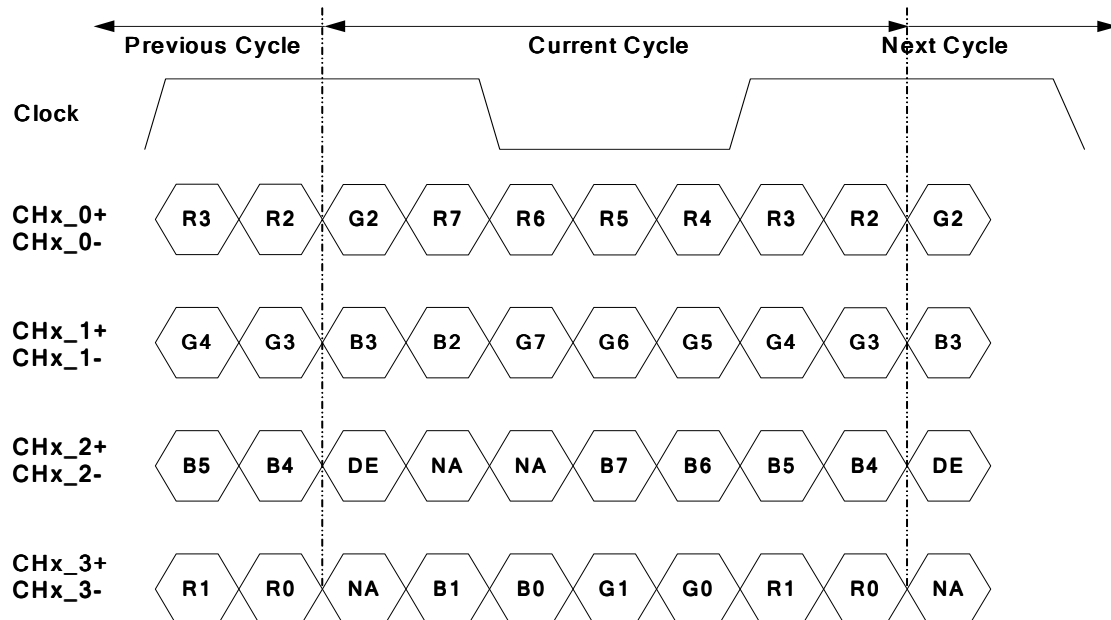 Previous Cycle Current Cycle Next Cycle
Clock
CHx_0+
CHx_0-
R3 R2 G2 R7 R6 R5 R4 R3 R2 G2
CHx_1+
CHx_1-
G4 G3 B3 B2 G7 G6 G5 G4 G3 B3
CHx_2+
CHx_2-
B5 B4 DE NA NA B7 B6 B5 B4 DE
CHx_3+
CHx_3-
R1 R0 NA B1 B0 G1 G0 R1 R0 NA